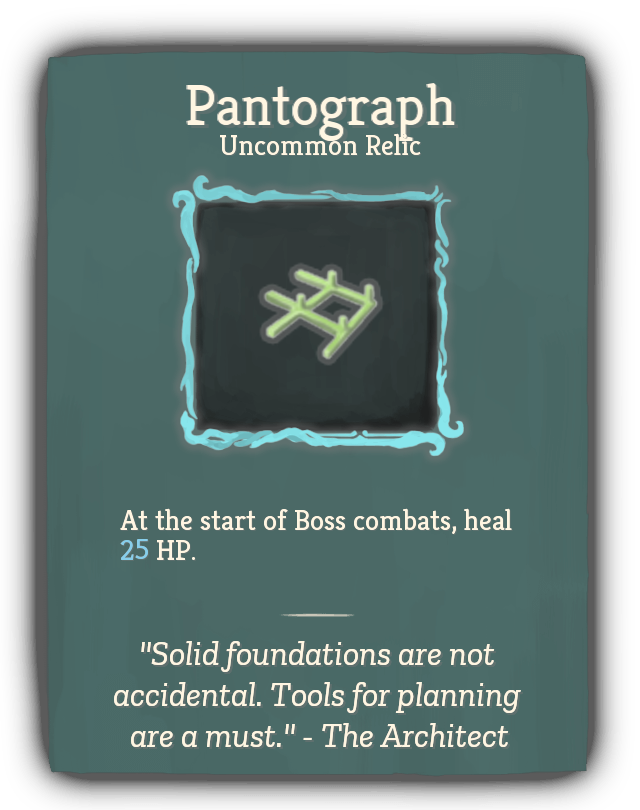 Pantograph
Uncommon Relic
At the start of Boss combats, heal
25 HP.
"Solid foundations are not
accidental. Tools for planning
are a must." - The Architect